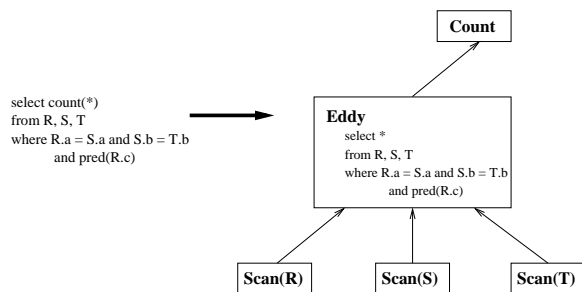 Count
select count(*)
from R, S, T
where R.a = S.a and S.b = T.b
and pred(R.c)
Eddy
select *
from R, S, T
where R.a = S.a and S.b = T.b
and pred(R.c)
Scan(R)
Scan(S)
Scan(T)